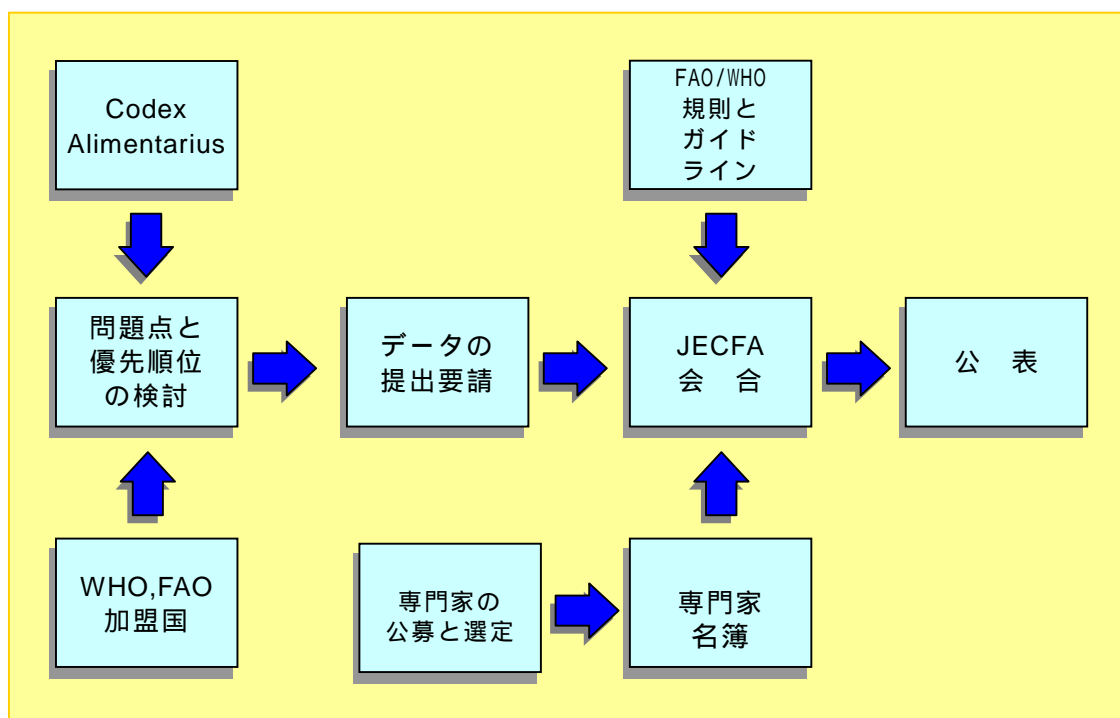 Codex
Alimentarius
FAO/WHO
規則と
ガイド
ライン
問題点と
優先順位
の検討
データの
提出要請
JECFA
会　合
公　表
WHO,FAO
加盟国
専門家の
公募と選定
専門家
名簿